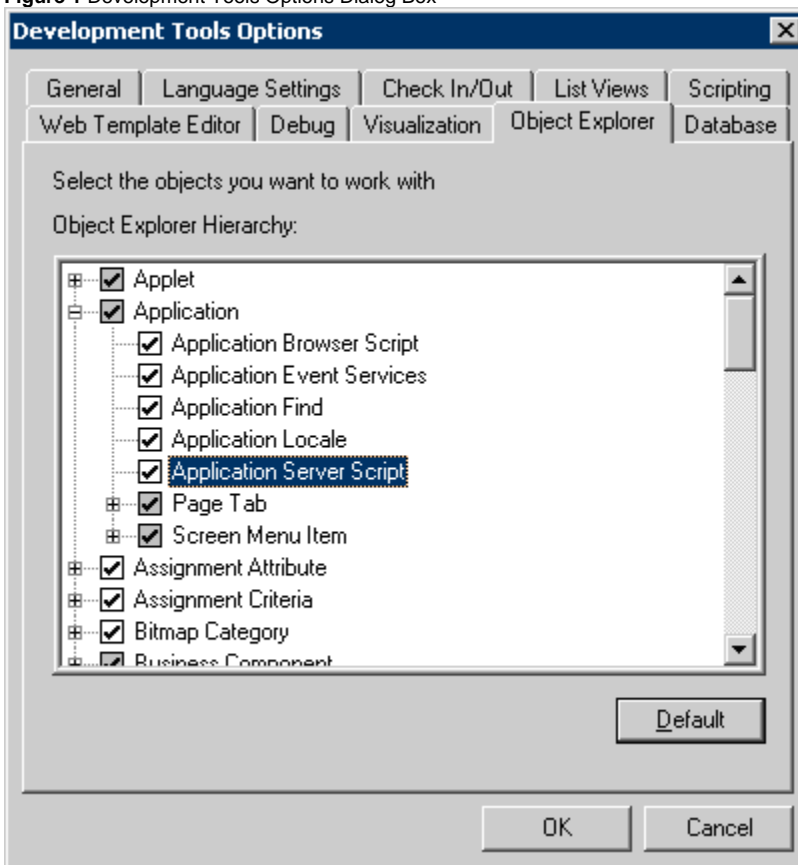 Figure 1 Development Tools Options Dialog Box
Development Tools Options
General Language Settings Check In/Out List Views Scripting
Web Template Editor Debug Visualization Object Explorer Database
Select the objects you want to work with
Object Explorer Hierarchy:
Applet
Application
Application Browser Script
Application Event Services
Application Find
Application Locale
Application Server Script
Page Tab
Screen Menu Item
Assignment Attribute
Assignment Criteria
Bitmap Category
Business Component
Default
OK Cancel